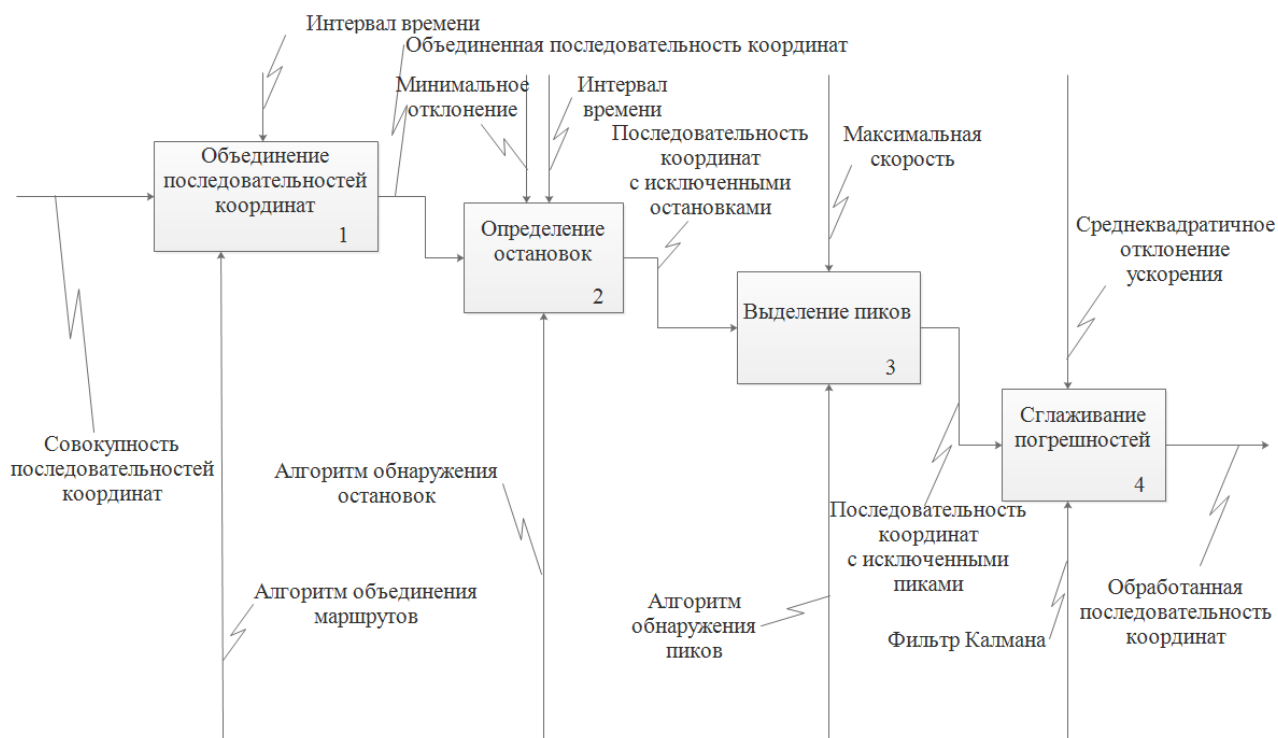 Интервал времени
Объединенная последовательность координат
Минимальное
отклонение
Интервал
времени
Последовательность
координат
с исключенными
остановками
Максимальная
скорость
Объединение
последовательностей
координат
1
Определение
остановок
2
Среднеквадратичное
отклонение
ускорения
Выделение пиков
3
Сглаживание
погрешностей
4
Совокупность
последовательностей
координат
Алгоритм обнаружения
остановок
Последовательность
координат
с исключенными
пиками
Алгоритм объединения
маршрутов
Алгоритм
обнаружения
пиков
Фильтр Калмана
Обработанная
последовательность
координат